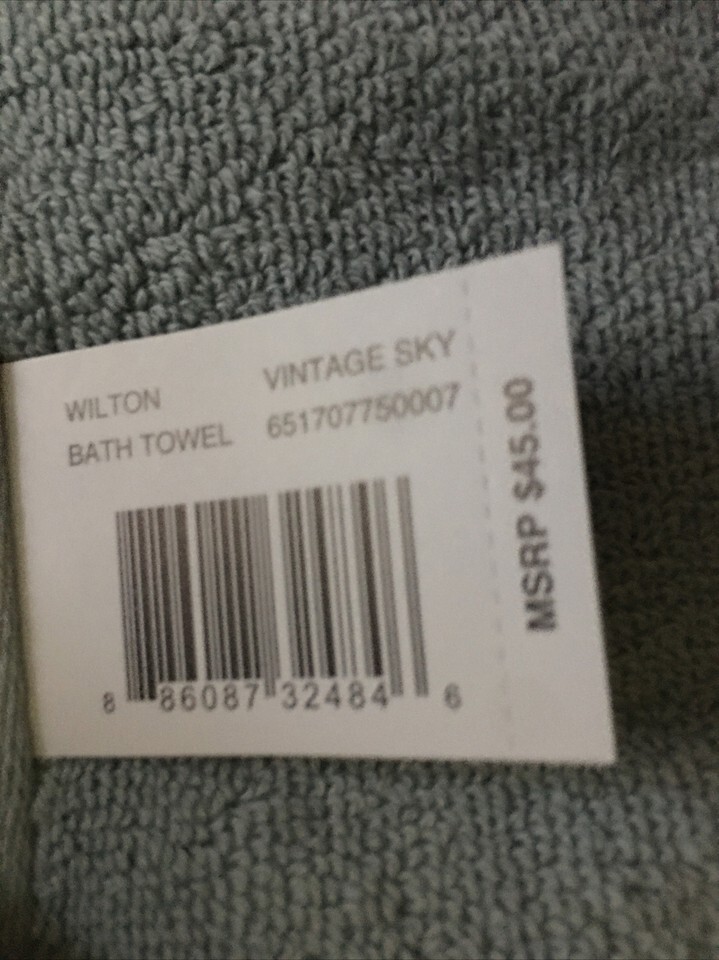 WILTON VINTAGE SKY
BATH TOWEL 651707750007
8 86087 32484 6
MSRP $45.00